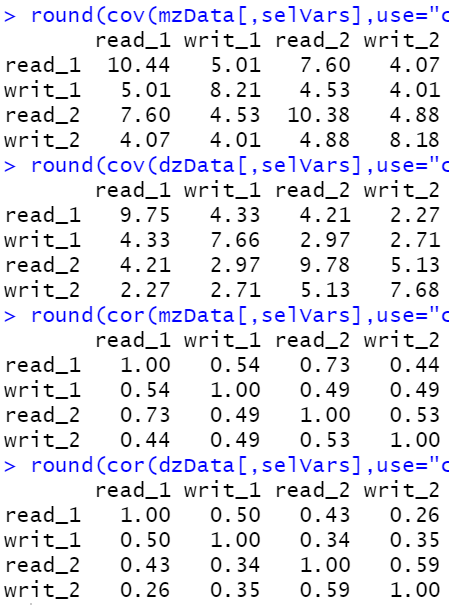 > round(cov(mzData[,selVars],use="c
read_1 writ_1 read_2 writ_2
read_1 10.44 5.01 7.60 4.07
writ_1 5.01 8.21 4.53 4.01
read_2 7.60 4.53 10.38 4.88
writ_2 4.07 4.01 4.88 8.18
> round(cov(dzData[,selVars],use="c
read_1 writ_1 read_2 writ_2
read_1 9.75 4.33 4.21 2.27
writ_1 4.33 7.66 2.97 2.71
read_2 4.21 2.97 9.78 5.13
writ_2 2.27 2.71 5.13 7.68
> round(cor(mzData[,selVars],use="c
read_1 writ_1 read_2 writ_2
read_1 1.00 0.54 0.73 0.44
writ_1 0.54 1.00 0.49 0.49
read_2 0.73 0.49 1.00 0.53
writ_2 0.44 0.49 0.53 1.00
> round(cor(dzData[,selVars],use="c
read_1 writ_1 read_2 writ_2
read_1 1.00 0.50 0.43 0.26
writ_1 0.50 1.00 0.34 0.35
read_2 0.43 0.34 1.00 0.59
writ_2 0.26 0.35 0.59 1.00